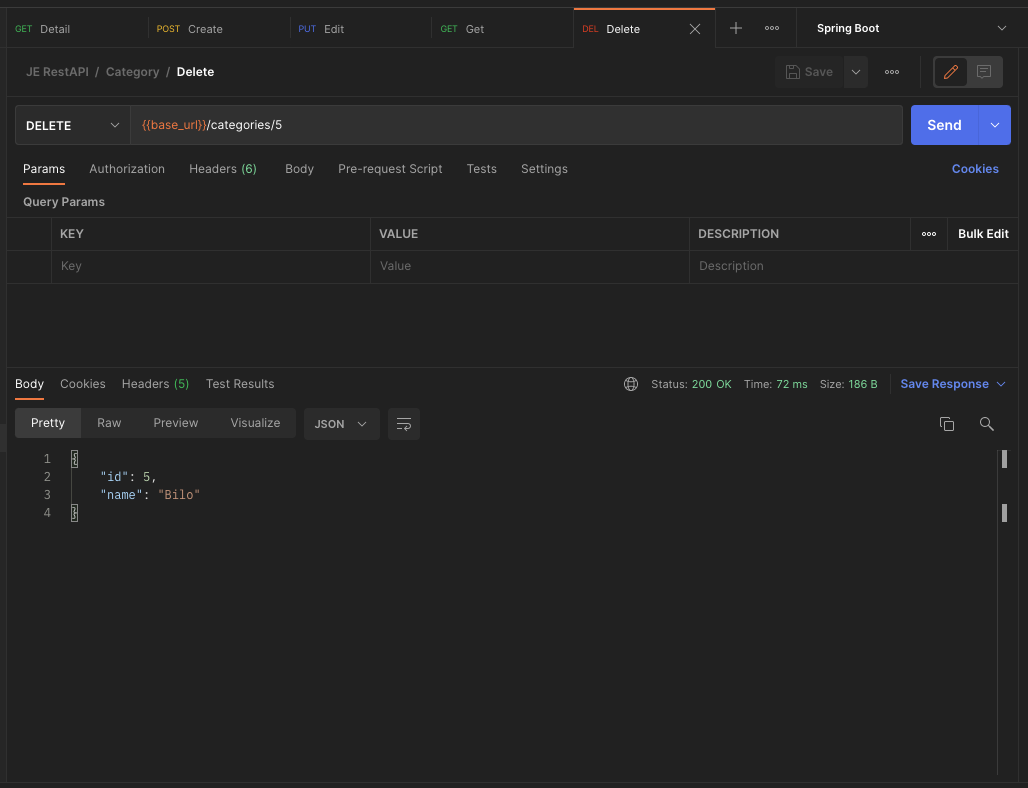 GET Detail POST Create PUT Edit GET Get DEL Delete Spring Boot
JE RestAPI / Category / Delete Save
DELETE {{base_url}}/categories/5 Send
Params Authorization Headers (6) Body Pre-request Script Tests Settings Cookies
Query Params
KEY VALUE DESCRIPTION Bulk Edit
Key Value Description
Body Cookies Headers (5) Test Results Status: 200 OK Time: 72 ms Size: 186 B Save Response
Pretty Raw Preview Visualize JSON
1 {
2 "id": 5,
3 "name": "Bilo"
4 }